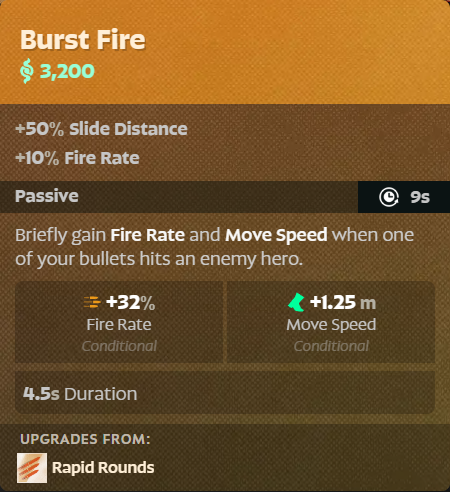 Burst Fire
3,200
+50% Slide Distance
+10% Fire Rate
Passive 9s
Briefly gain Fire Rate and Move Speed when one
of your bullets hits an enemy hero.
+32% +1.25 m
Fire Rate Move Speed
Conditional Conditional
4.5s Duration
UPGRADES FROM:
Rapid Rounds